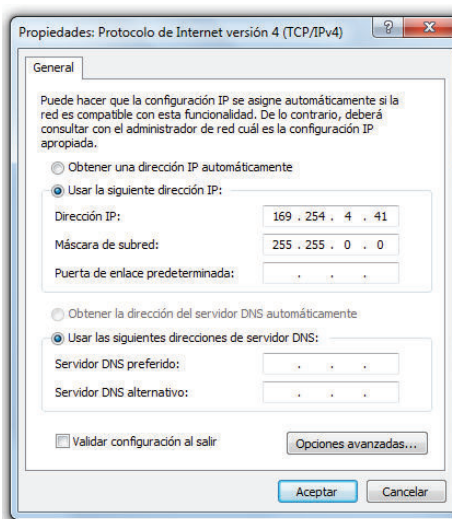 Propiedades: Protocolo de Internet versión 4 (TCP/IPv4)
General
Puede hacer que la configuración IP se asigne automáticamente si la
red es compatible con esta funcionalidad. De lo contrario, deberá
consultar con el administrador de red cuál es la configuración IP
apropiada.
Obtener una dirección IP automáticamente
Usar la siguiente dirección IP:
Dirección IP: 169 . 254 . 4 . 41
Máscara de subred: 255 . 255 . 0 . 0
Puerta de enlace predeterminada: . . .
Obtener la dirección del servidor DNS automáticamente
Usar las siguientes direcciones de servidor DNS:
Servidor DNS preferido: . . .
Servidor DNS alternativo: . . .
Validar configuración al salir
Opciones avanzadas...
Aceptar Cancelar